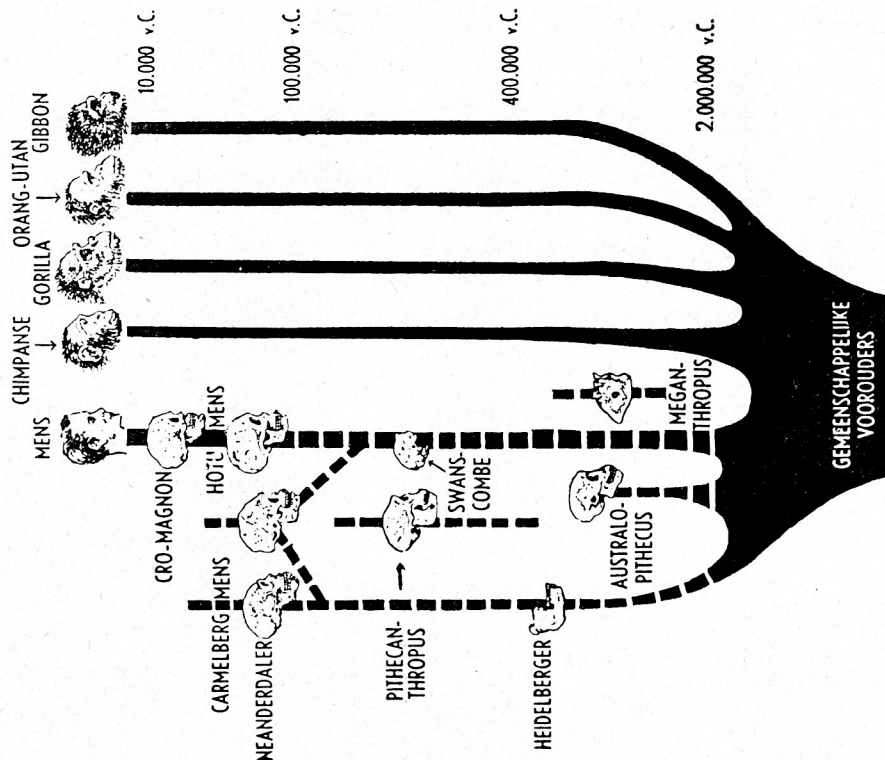 MENS
CHIMPANSE
GORILLA
ORANG-UTAN
GIBBON
10.000 v.C.
CRO-MAGNON
HOTU MENS
100.000 v.C.
CARMELBERG MENS
NEANDERDALER
SWANS-
COMBE
400.000 v.C.
PITHECAN-
THROPUS
HEIDELBERGER
AUSTRALO-
PITHECUS
MEGAN-
THROPUS
2.000.000 v.C.
GEMEENSCHAPPELIJKE
VOOROUDERS